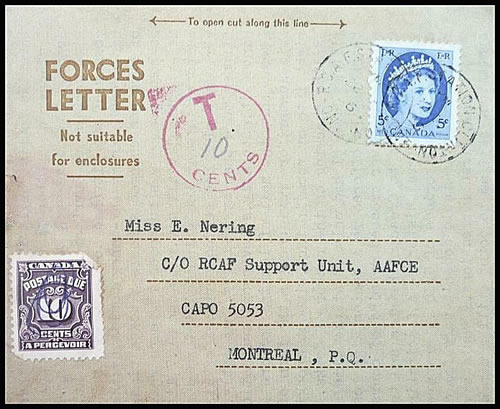 To open cut along this line
FORCES
LETTER
Not suitable
for enclosures
T
10
CENTS
E R E R
5¢ 5¢
CANADA
Miss E. Nering
C/O RCAF Support Unit, AAFCE
CAPO 5053
MONTREAL , P.Q.
CANADA
POSTAGE DUE
CENTS
A PERCEVOIR